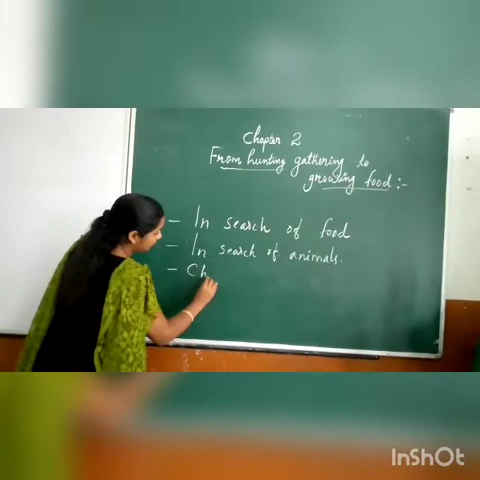 Chapter 2
From hunting gathering to
growing food :-
- In search of food
- In search of animals.
- Ch
InShOt